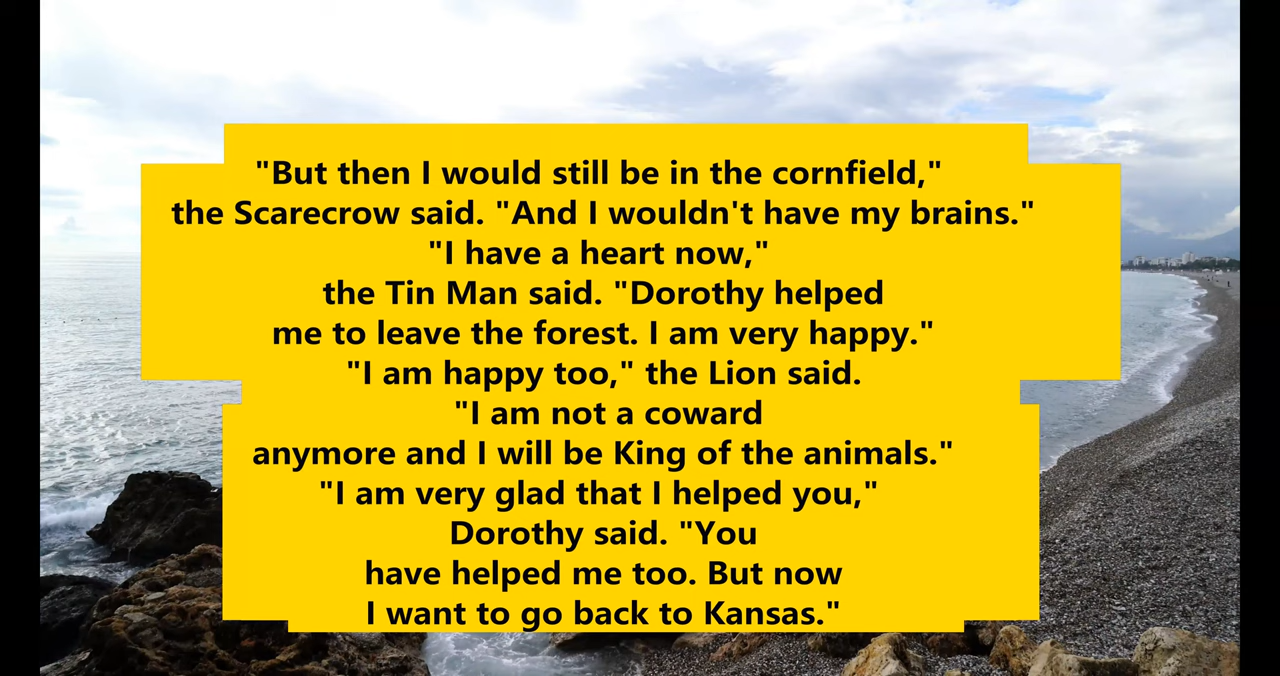 "But then I would still be in the cornfield,"
the Scarecrow said. "And I wouldn't have my brains."
"I have a heart now,"
the Tin Man said. "Dorothy helped
me to leave the forest. I am very happy."
"I am happy too," the Lion said.
"I am not a coward
anymore and I will be King of the animals."
"I am very glad that I helped you,"
Dorothy said. "You
have helped me too. But now
I want to go back to Kansas."